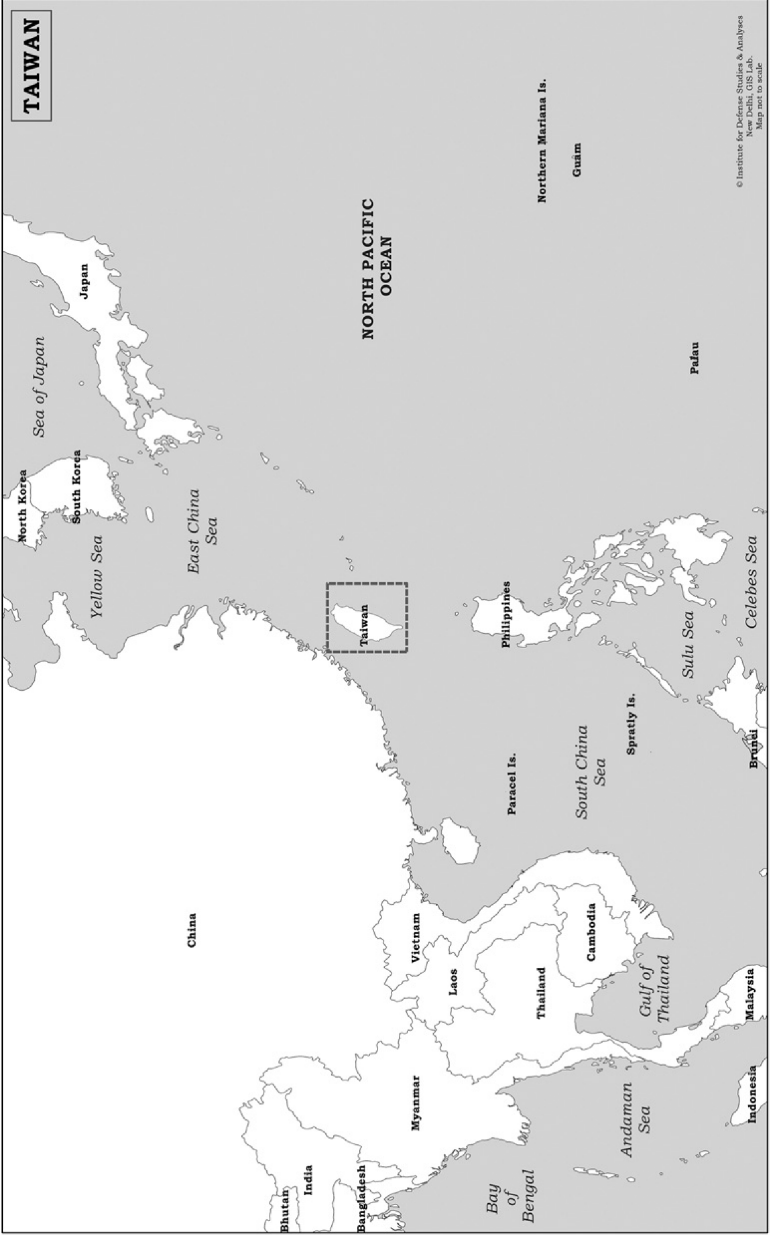 TAIWAN
North Korea
Sea of Japan
Japan
South Korea
Yellow Sea
China
East China
Sea
Bhutan
India
Bangladesh
Taiwan
NORTH PACIFIC
OCEAN
Myanmar
Vietnam
Laos
Bay
of
Bengal
Thailand
Paracel Is.
Philippines
Northern Mariana Is.
Guam
Cambodia
South China
Sea
Andaman
Sea
Gulf of
Thailand
Spratly Is.
Sulu Sea
Palau
Indonesia
Malaysia
Brunei
Celebes Sea
© Institute for Defense Studies & Analyses
New Delhi, GIS Lab.
Map not to scale